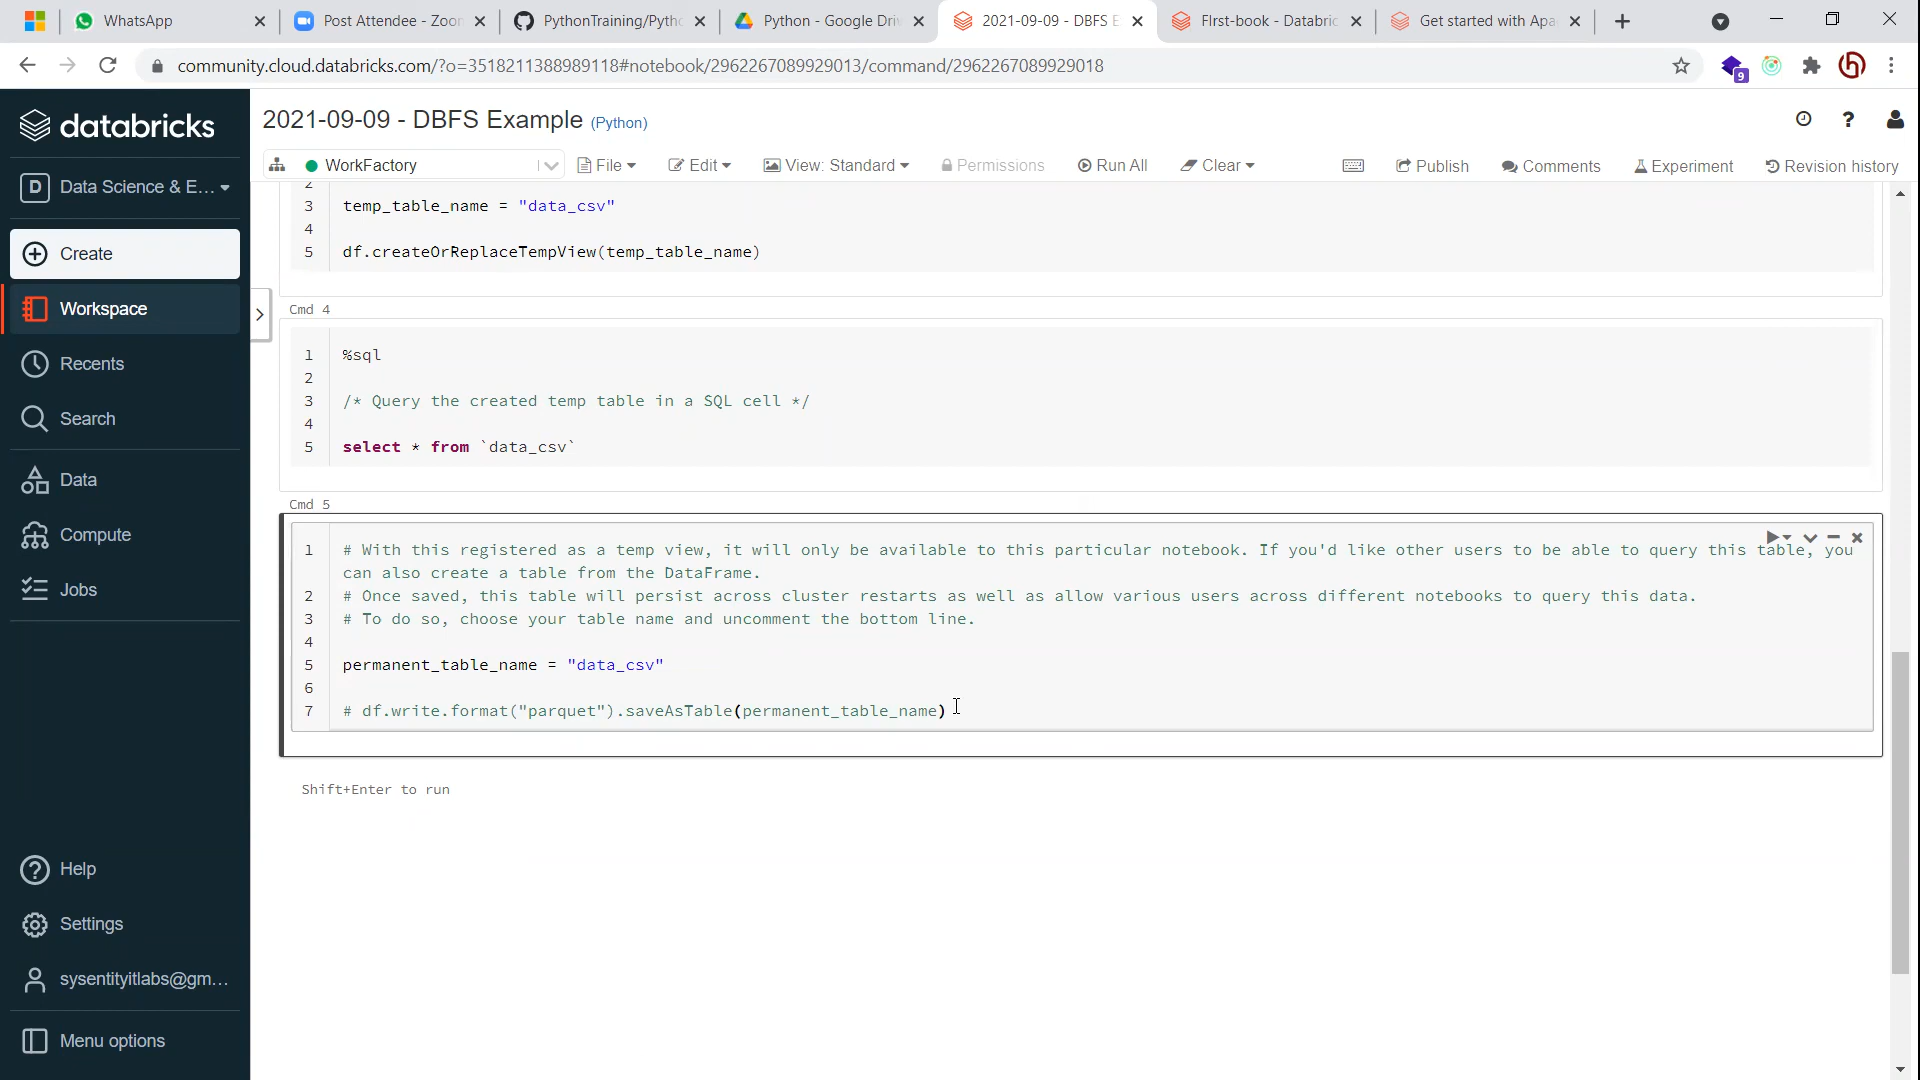 WhatsApp
Post Attendee - Zoom
PythonTraining/Pytho
Python - Google Driv
2021-09-09 - DBFS E
FIrst-book - Databric
Get started with Apa
community.cloud.databricks.com/?o=3518211388989118#notebook/2962267089929013/command/2962267089929018
9
databricks
D Data Science & E...
Create
Workspace
Recents
Search
Data
Compute
Jobs
Help
Settings
sysentityitlabs@gm...
Menu options
2021-09-09 - DBFS Example (Python)
WorkFactory
File
Edit
View: Standard
Permissions
Run All
Clear
Publish
Comments
Experiment
Revision history
2
3 temp_table_name = "data_csv"
4
5 df.createOrReplaceTempView(temp_table_name)
Cmd 4
1 %sql
2
3 /* Query the created temp table in a SQL cell */
4
5 select * from `data_csv`
Cmd 5
1 # With this registered as a temp view, it will only be available to this particular notebook. If you'd like other users to be able to query this table, you
can also create a table from the DataFrame.
2 # Once saved, this table will persist across cluster restarts as well as allow various users across different notebooks to query this data.
3 # To do so, choose your table name and uncomment the bottom line.
4
5 permanent_table_name = "data_csv"
6
7 # df.write.format("parquet").saveAsTable(permanent_table_name)
Shift+Enter to run